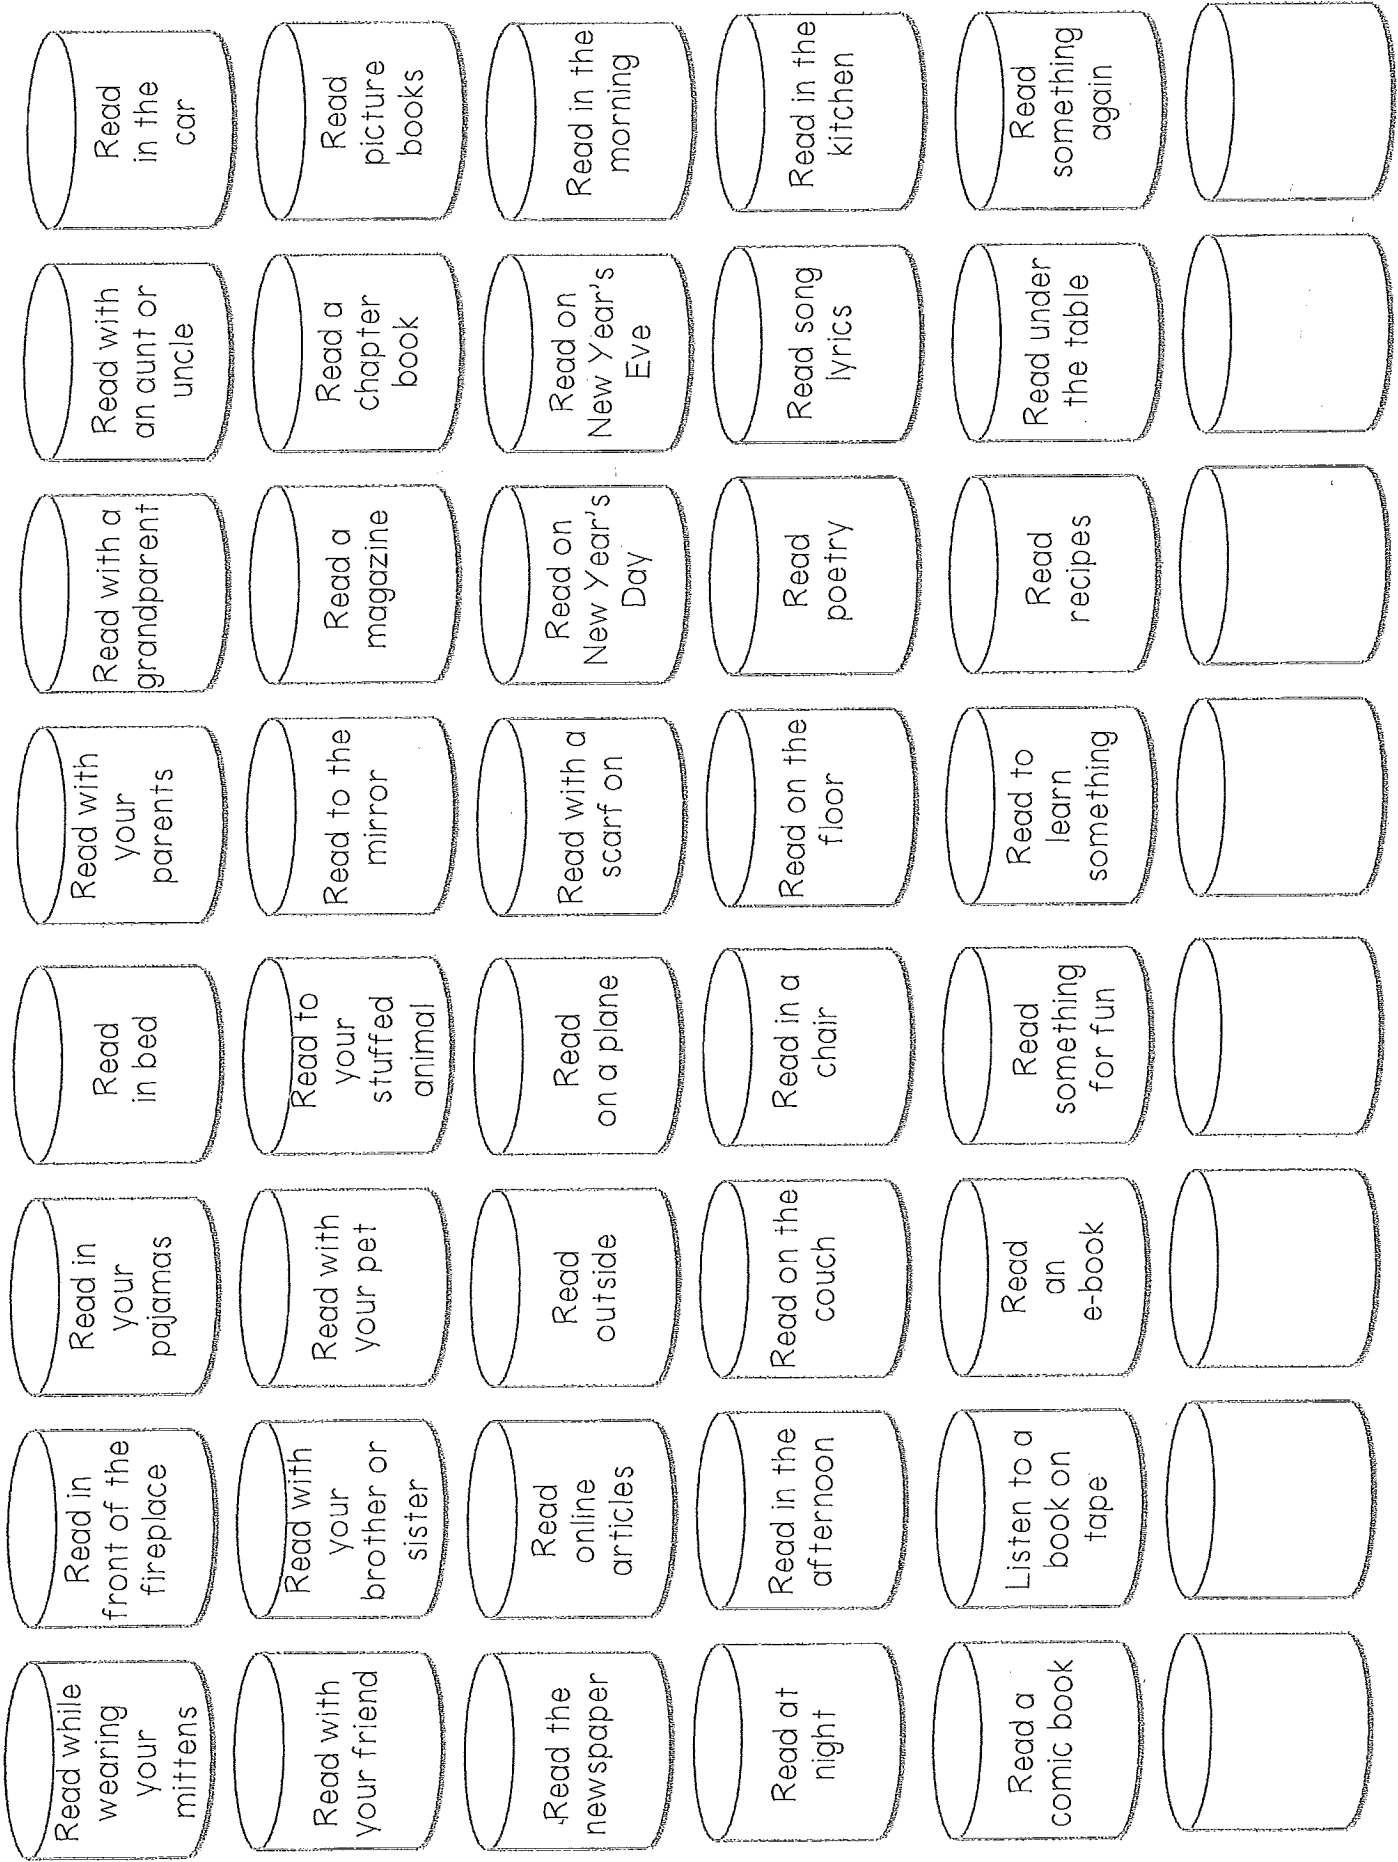 Read while
wearing
your
mittens
Read in
front of the
fireplace
Read in
your
pajamas
Read
in bed
Read with
your
parents
Read with a
grandparent
Read with
an aunt or
uncle
Read
in the
car
Read with
your friend
Read with
your
brother or
sister
Read with
your pet
Read to
your
stuffed
animal
Read to the
mirror
Read a
magazine
Read a
chapter
book
Read
picture
books
Read the
newspaper
Read
online
articles
Read
outside
Read
on a plane
Read with a
scarf on
Read on
New Year's
Day
Read on
New Year's
Eve
Read in the
morning
Read at
night
Read in the
afternoon
Read on the
couch
Read in a
chair
Read on the
floor
Read
poetry
Read song
lyrics
Read in the
kitchen
Read a
comic book
Listen to a
book on
tape
Read
an
e-book
Read
something
for fun
Read to
learn
something
Read
recipes
Read under
the table
Read
something
again